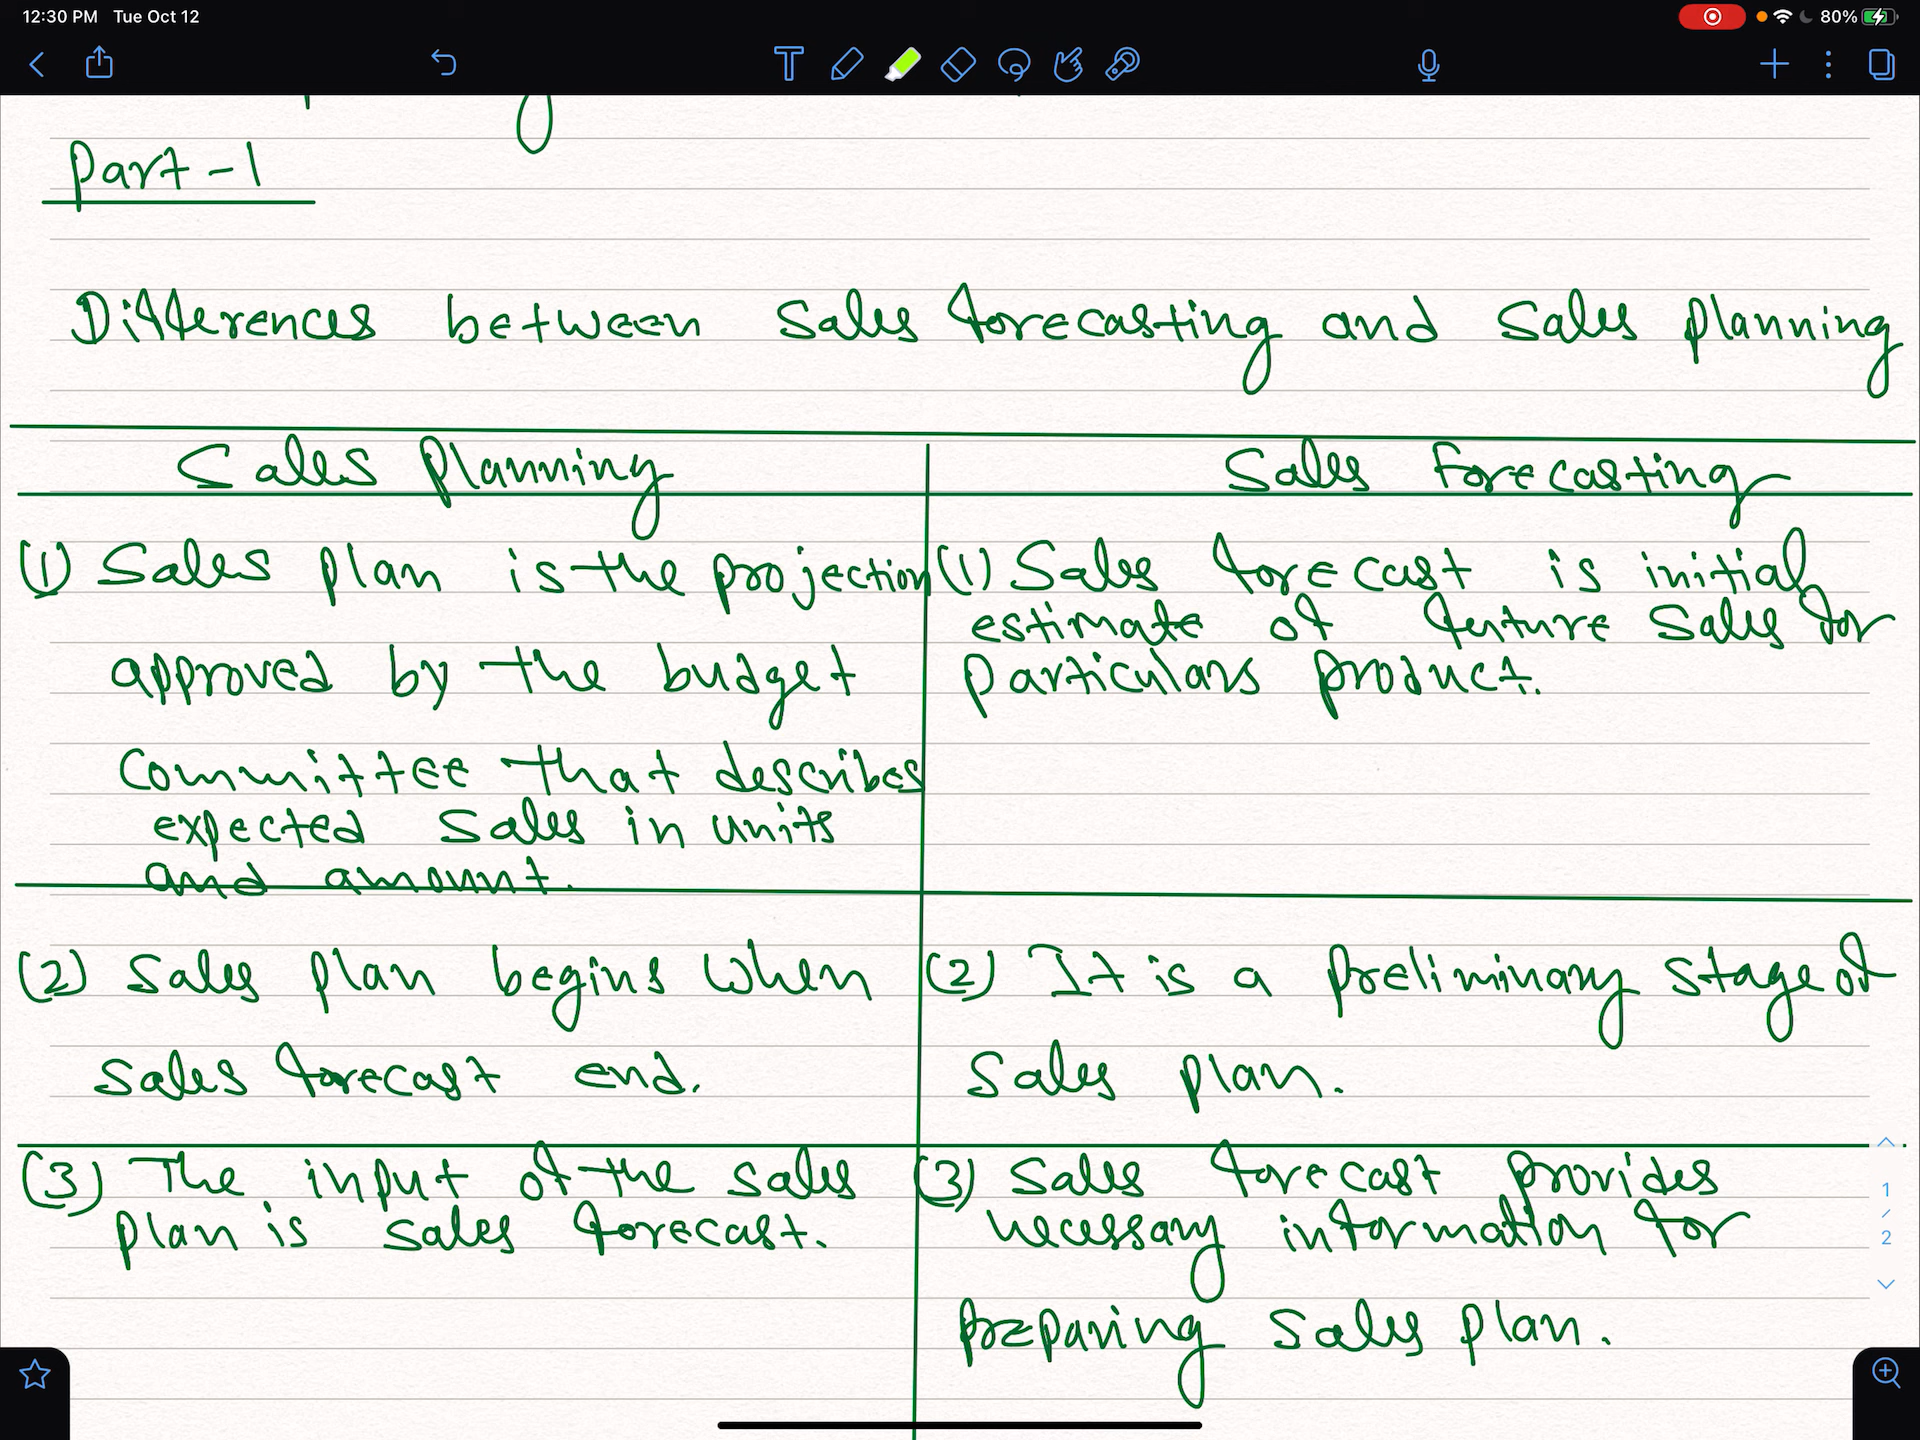 12:30 PM Tue Oct 12
80%
Part-1
Differences between Sales forecasting and Sales planning
Sales Planning
Sales Forecasting
(1) Sales plan is the projection
approved by the budget
committee that describes
expected sales in units
and amount.
(1) Sales forecast is initial
estimate of future sales for
particulars product.
(2) Sales plan begins when
sales forecast end.
(2) It is a preliminary stage of
sales plan.
(3) The input of the sales
plan is sales forecast.
(3) Sales forecast provides
necessary information for
preparing sales plan.
1
/
2